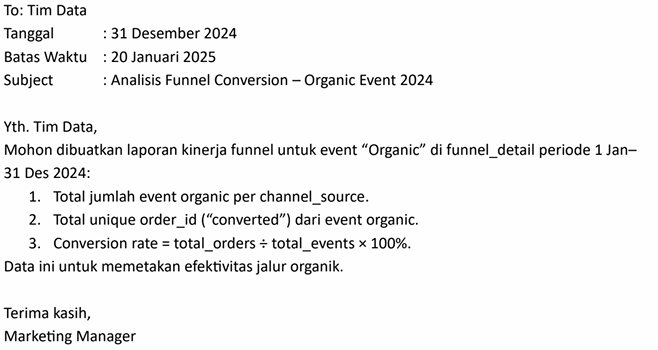 To: Tim Data
Tanggal : 31 Desember 2024
Batas Waktu : 20 Januari 2025
Subject : Analisis Funnel Conversion – Organic Event 2024
Yth. Tim Data,
Mohon dibuatkan laporan kinerja funnel untuk event “Organic” di funnel_detail periode 1 Jan–
31 Des 2024:
1. Total jumlah event organic per channel_source.
2. Total unique order_id (“converted”) dari event organic.
3. Conversion rate = total_orders ÷ total_events × 100%.
Data ini untuk memetakan efektivitas jalur organik.
Terima kasih,
Marketing Manager